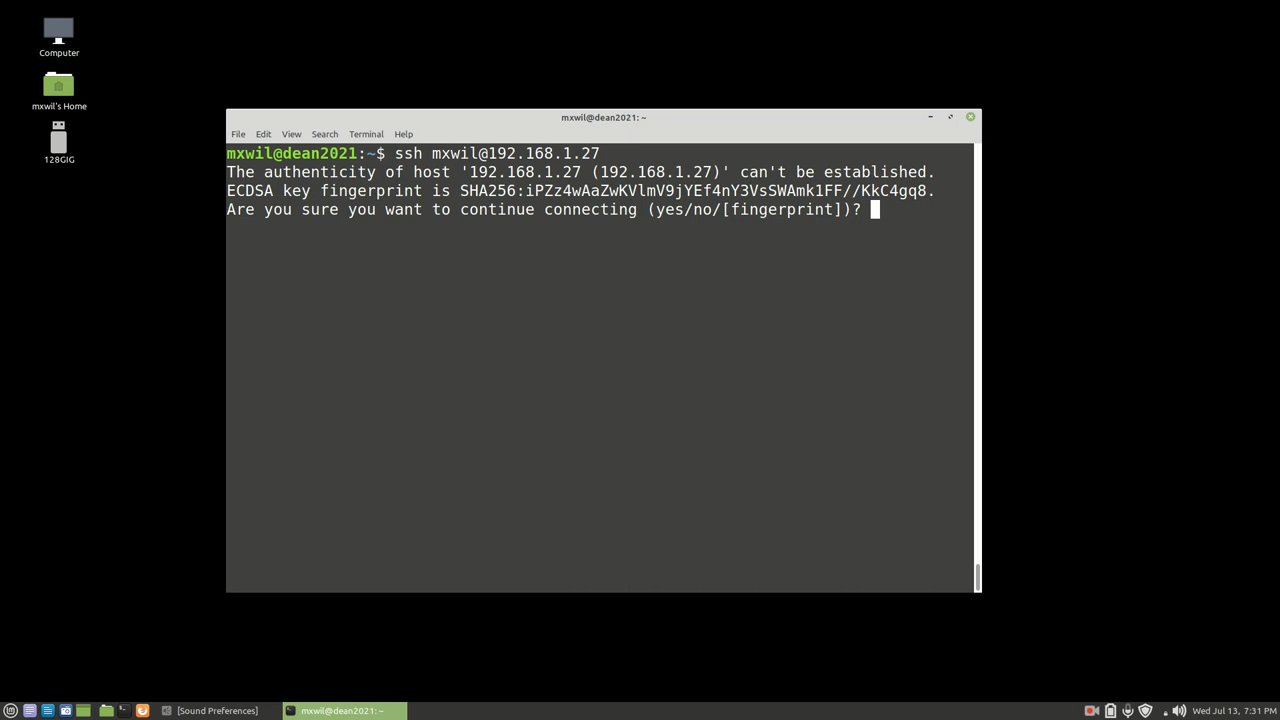 Computer
mxwil's Home
128GIG
mxwil@dean2021: ~
File Edit View Search Terminal Help
mxwil@dean2021:~$ ssh mxwil@192.168.1.27
The authenticity of host '192.168.1.27 (192.168.1.27)' can't be established.
ECDSA key fingerprint is SHA256:iPZz4wAaZwKVlmV9jYEf4nY3VsSWAmk1FF//KkC4gq8.
Are you sure you want to continue connecting (yes/no/[fingerprint])?
[Sound Preferences]
mxwil@dean2021: ~
Wed Jul 13, 7:31 PM